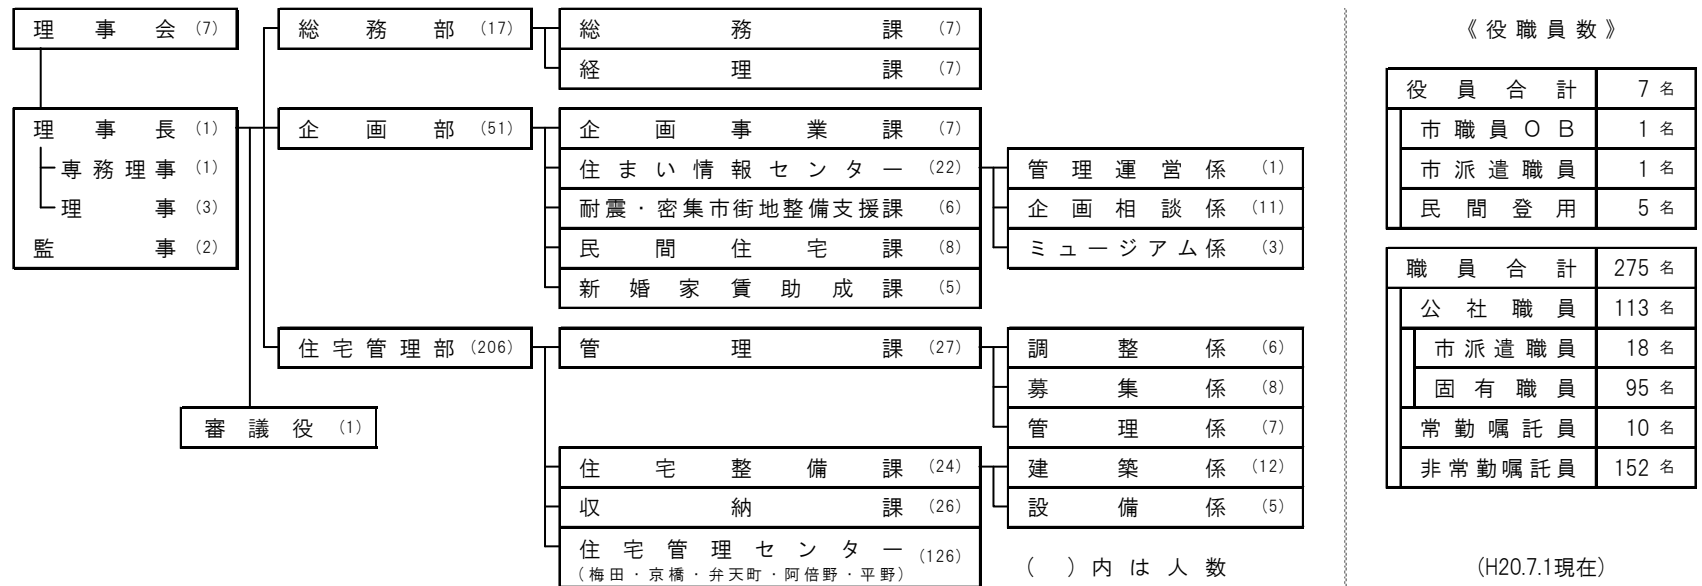 理事会 (7)
総務部 (17)
総務課 (7)
経理課 (7)
理事長 (1)
専務理事 (1)
理事 (3)
監事 (2)
企画部 (51)
企画事業課 (7)
住まい情報センター (22)
耐震・密集市街地整備支援課 (6)
民間住宅課 (8)
新婚家賃助成課 (5)
管理運営係 (1)
企画相談係 (11)
ミュージアム係 (3)
住宅管理部 (206)
管理課 (27)
調整係 (6)
募集係 (8)
管理係 (7)
審議役 (1)
住宅整備課 (24)
建築係 (12)
設備係 (5)
収納課 (26)
住宅管理センター (126)
(梅田・京橋・弁天町・阿倍野・平野)
( )内は人数
《役職員数》
役員合計 7名
市職員OB 1名
市派遣職員 1名
民間登用 5名
職員合計 275名
公社職員 113名
市派遣職員 18名
固有職員 95名
常勤嘱託員 10名
非常勤嘱託員 152名
(H20.7.1現在)